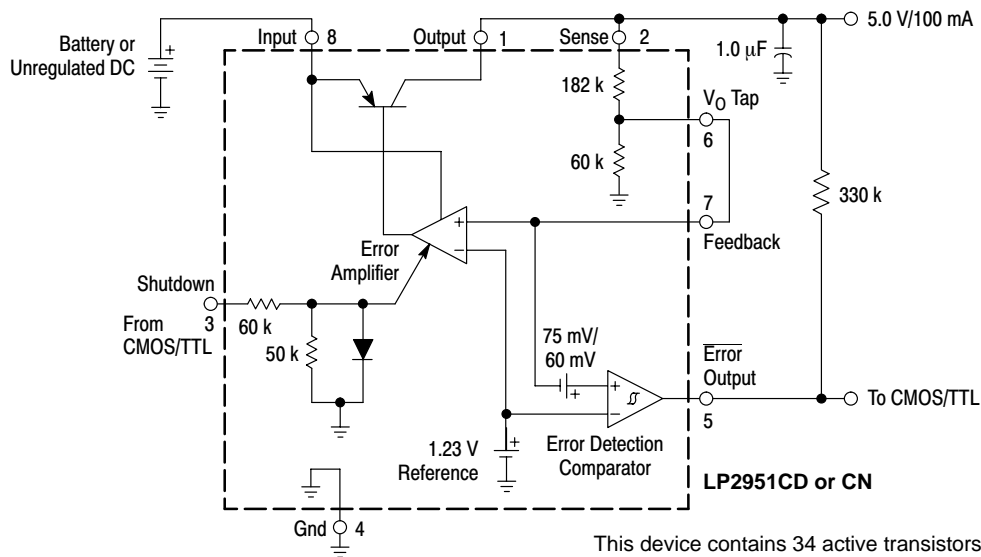 5.0 V/100 mA
Battery or
Unregulated DC
+
Input
8
Output
1
Sense
2
1.0 μF
182 k
VO Tap
6
60 k
330 k
7
Feedback
+
−
Error
Amplifier
Shutdown
3
From
CMOS/TTL
60 k
50 k
75 mV/
60 mV
+
+
−
Error
Output
5
To CMOS/TTL
1.23 V
Reference
+
Error Detection
Comparator
LP2951CD or CN
Gnd
4
This device contains 34 active transistors